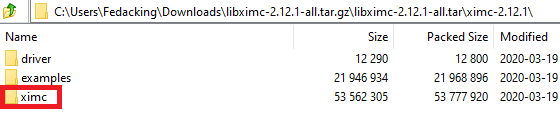 C:\Users\Fedacking\Downloads\libximc-2.12.1-all.tar.gz\libximc-2.12.1-all.tar\ximc-2.12.1\
Name Size Packed Size Modified
driver 12 290 12 800 2020-03-19
examples 21 946 934 21 968 896 2020-03-19
ximc 53 562 305 53 777 920 2020-03-19